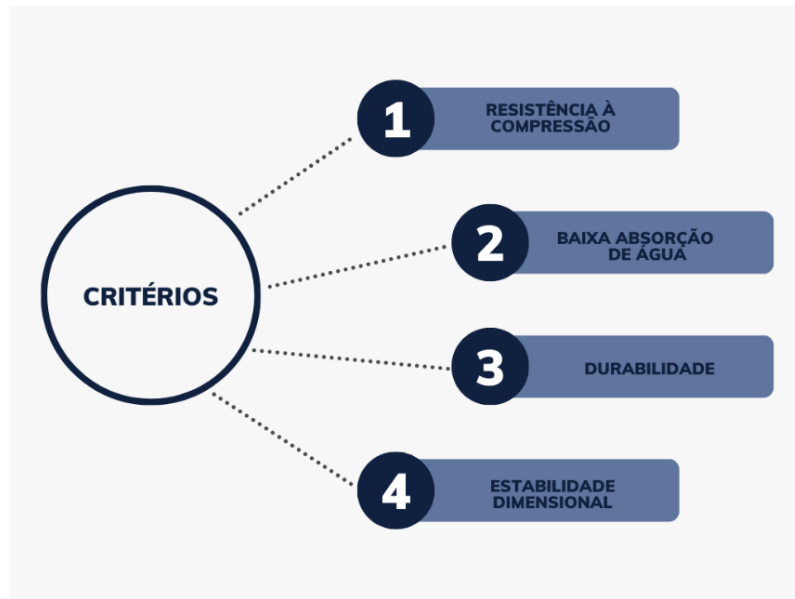 CRITÉRIOS
1
RESISTÊNCIA À
COMPRESSÃO
2
BAIXA ABSORÇÃO
DE ÁGUA
3
DURABILIDADE
4
ESTABILIDADE
DIMENSIONAL